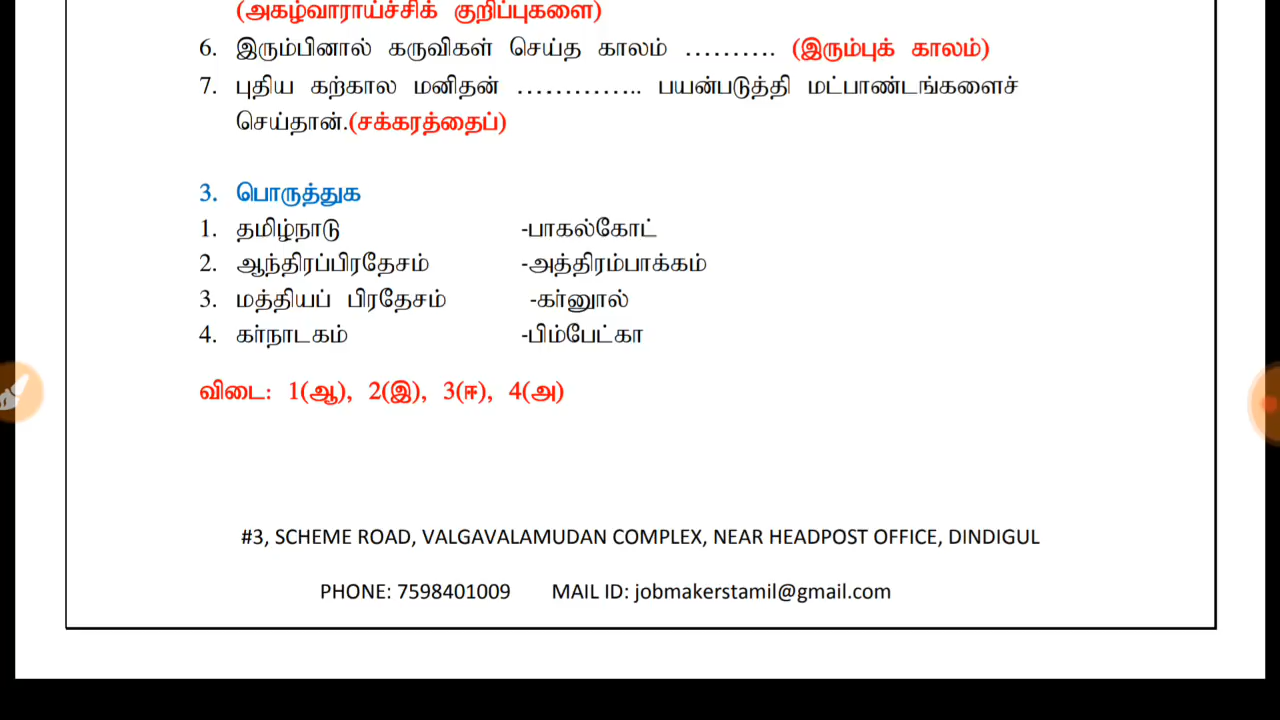 (அகழ்வாராய்ச்சிக் குறிப்புகளை)
6. இரும்பினால் கருவிகள் செய்த காலம் ………. (இரும்புக் காலம்)
7. புதிய கற்கால மனிதன் ………….. பயன்படுத்தி மட்பாண்டங்களைச்
செய்தான்.(சக்கரத்தைப்)
3. பொருத்துக
1. தமிழ்நாடு -பாகல்கோட்
2. ஆந்திரப்பிரதேசம் -அத்திரம்பாக்கம்
3. மத்தியப் பிரதேசம் -கர்னூல்
4. கர்நாடகம் -பிம்பேட்கா
விடை: 1(ஆ), 2(இ), 3(ஈ), 4(அ)
#3, SCHEME ROAD, VALGAVALAMUDAN COMPLEX, NEAR HEADPOST OFFICE, DINDIGUL
PHONE: 7598401009 MAIL ID: jobmakerstamil@gmail.com